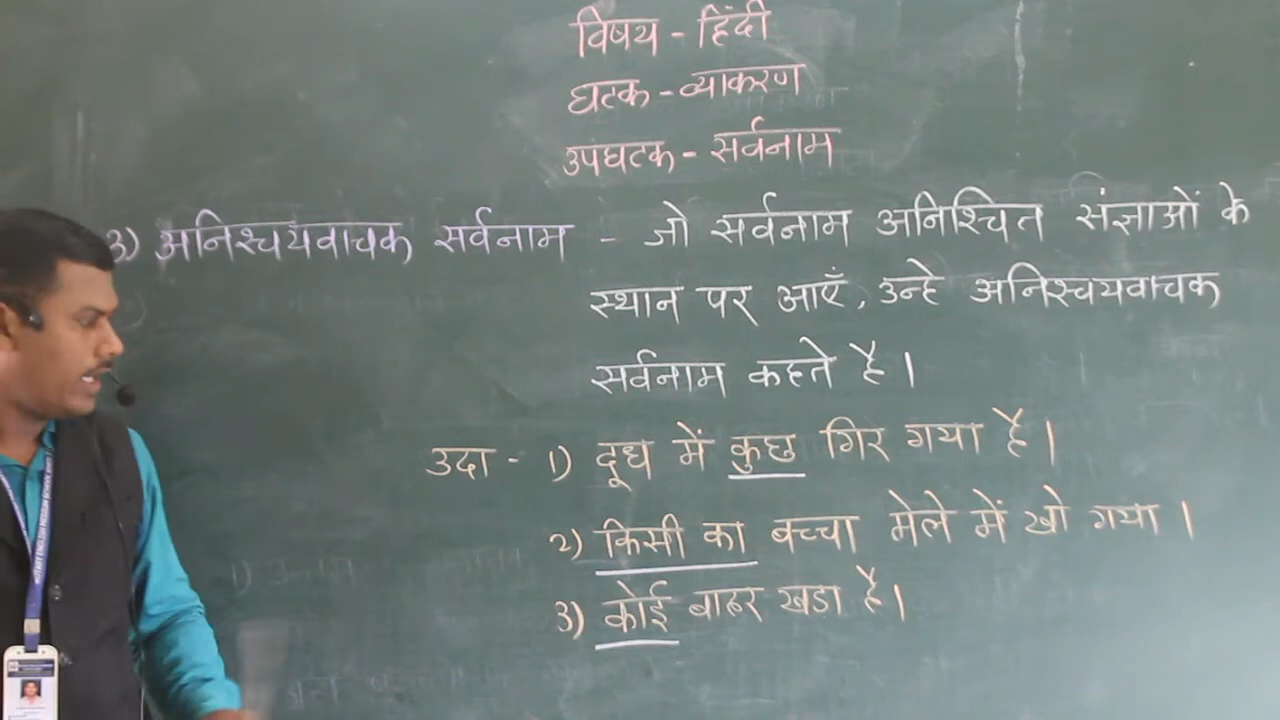 विषय - हिंदी
घटक - व्याकरण
उपघटक - सर्वनाम
3) अनिश्चयवाचक सर्वनाम - जो सर्वनाम अनिश्चित संज्ञाओं के
स्थान पर आएँ, उन्हे अनिस्चयवाचक
सर्वनाम कहते है।
उदा - 1) दूध में कुछ गिर गया है।
2) किसी का बच्चा मेले में खो गया।
3) कोई बाहर खडा है।